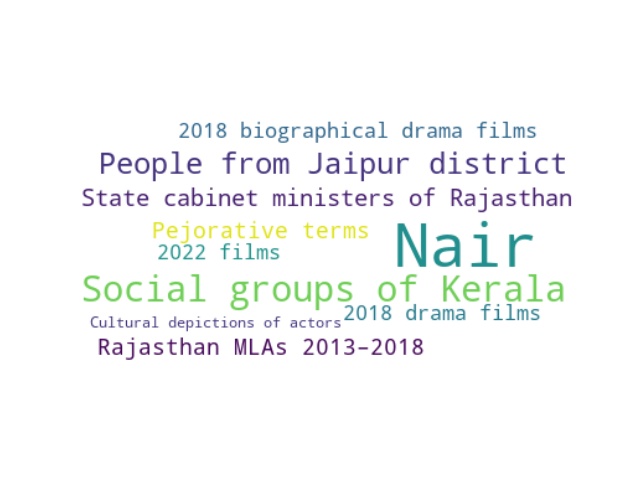 2018 biographical drama films
People from Jaipur district
State cabinet ministers of Rajasthan
Pejorative terms
Nair
2022 films
Social groups of Kerala
2018 drama films
Cultural depictions of actors
Rajasthan MLAs 2013–2018